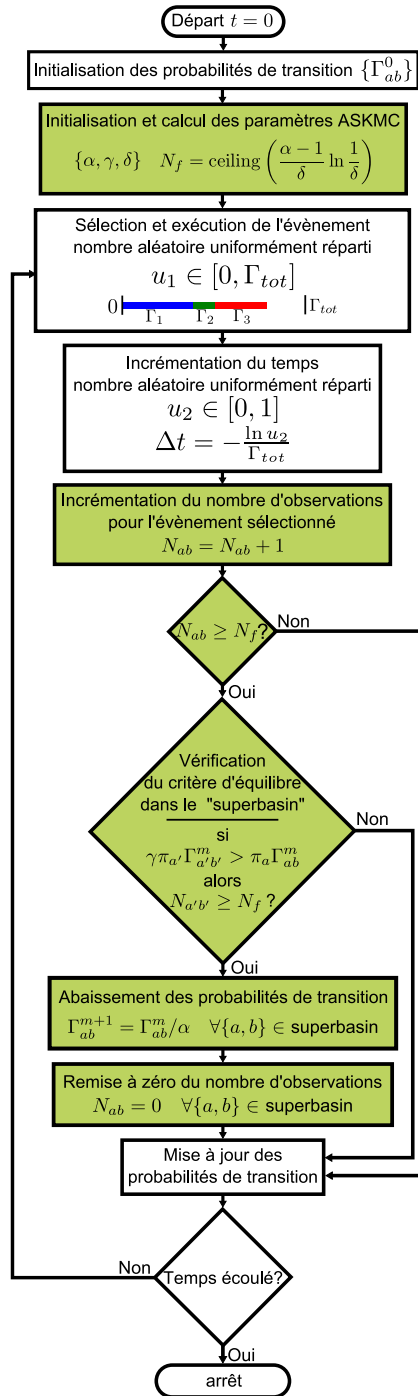 Départ t = 0
Initialisation des probabilités de transition {Γ⁰_ab}
Initialisation et calcul des paramètres ASKMC
{α, γ, δ} N_f = ceiling ( (α − 1)/δ ln 1/δ )
Sélection et exécution de l'évènement
nombre aléatoire uniformément réparti
u₁ ∈ [0, Γ_tot]
0 Γ₁ Γ₂ Γ₃ Γ_tot
Incrémentation du temps
nombre aléatoire uniformément réparti
u₂ ∈ [0, 1]
Δt = − ln u₂ / Γ_tot
Incrémentation du nombre d'observations
pour l'évènement sélectionné
N_ab = N_ab + 1
N_ab ≥ N_f?
Non
Oui
Vérification
du critère d'équilibre
dans le "superbasin"
si
γπ_a′Γ^m_a′b′ > π_aΓ^m_ab
alors
N_a′b′ ≥ N_f ?
Non
Oui
Abaissement des probabilités de transition
Γ^{m+1}_ab = Γ^m_ab/α ∀{a, b} ∈ superbasin
Remise à zéro du nombre d'observations
N_ab = 0 ∀{a, b} ∈ superbasin
Mise à jour des
probabilités de transition
Non
Temps écoulé?
Oui
arrêt